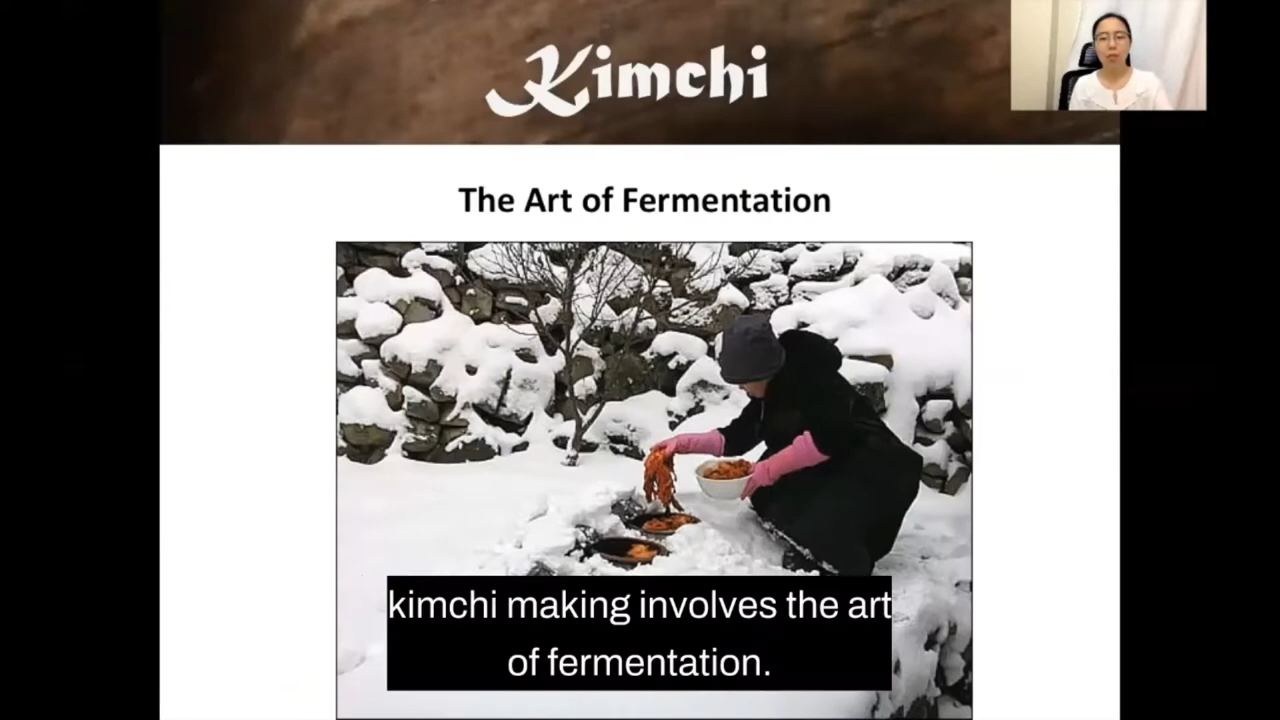 Kimchi
The Art of Fermentation
kimchi making involves the art
of fermentation.